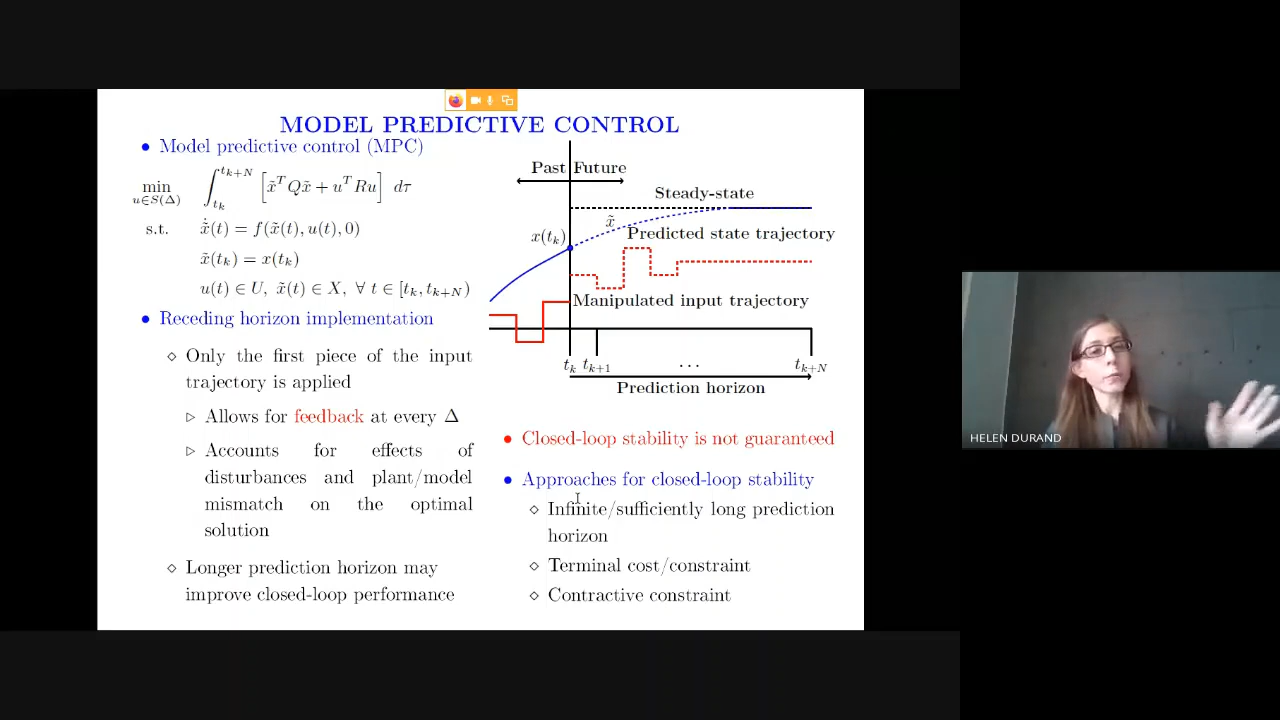 MODEL PREDICTIVE CONTROL
• Model predictive control (MPC)
min u∈S(Δ) ∫_{t_k}^{t_{k+N}} [x̃ᵀQx̃ + uᵀRu] dτ
s.t. x̃̇(t) = f(x̃(t), u(t), 0)
x̃(t_k) = x(t_k)
u(t) ∈ U, x̃(t) ∈ X, ∀ t ∈ [t_k, t_{k+N})
• Receding horizon implementation
⋄ Only the first piece of the input
trajectory is applied
▷ Allows for feedback at every Δ
▷ Accounts for effects of
disturbances and plant/model
mismatch on the optimal
solution
⋄ Longer prediction horizon may
improve closed-loop performance
Past Future
Steady-state
x̃
x(t_k)
Predicted state trajectory
Manipulated input trajectory
t_k t_{k+1} ... t_{k+N}
Prediction horizon
• Closed-loop stability is not guaranteed
• Approaches for closed-loop stability
⋄ Infinite/sufficiently long prediction
horizon
⋄ Terminal cost/constraint
⋄ Contractive constraint
HELEN DURAND